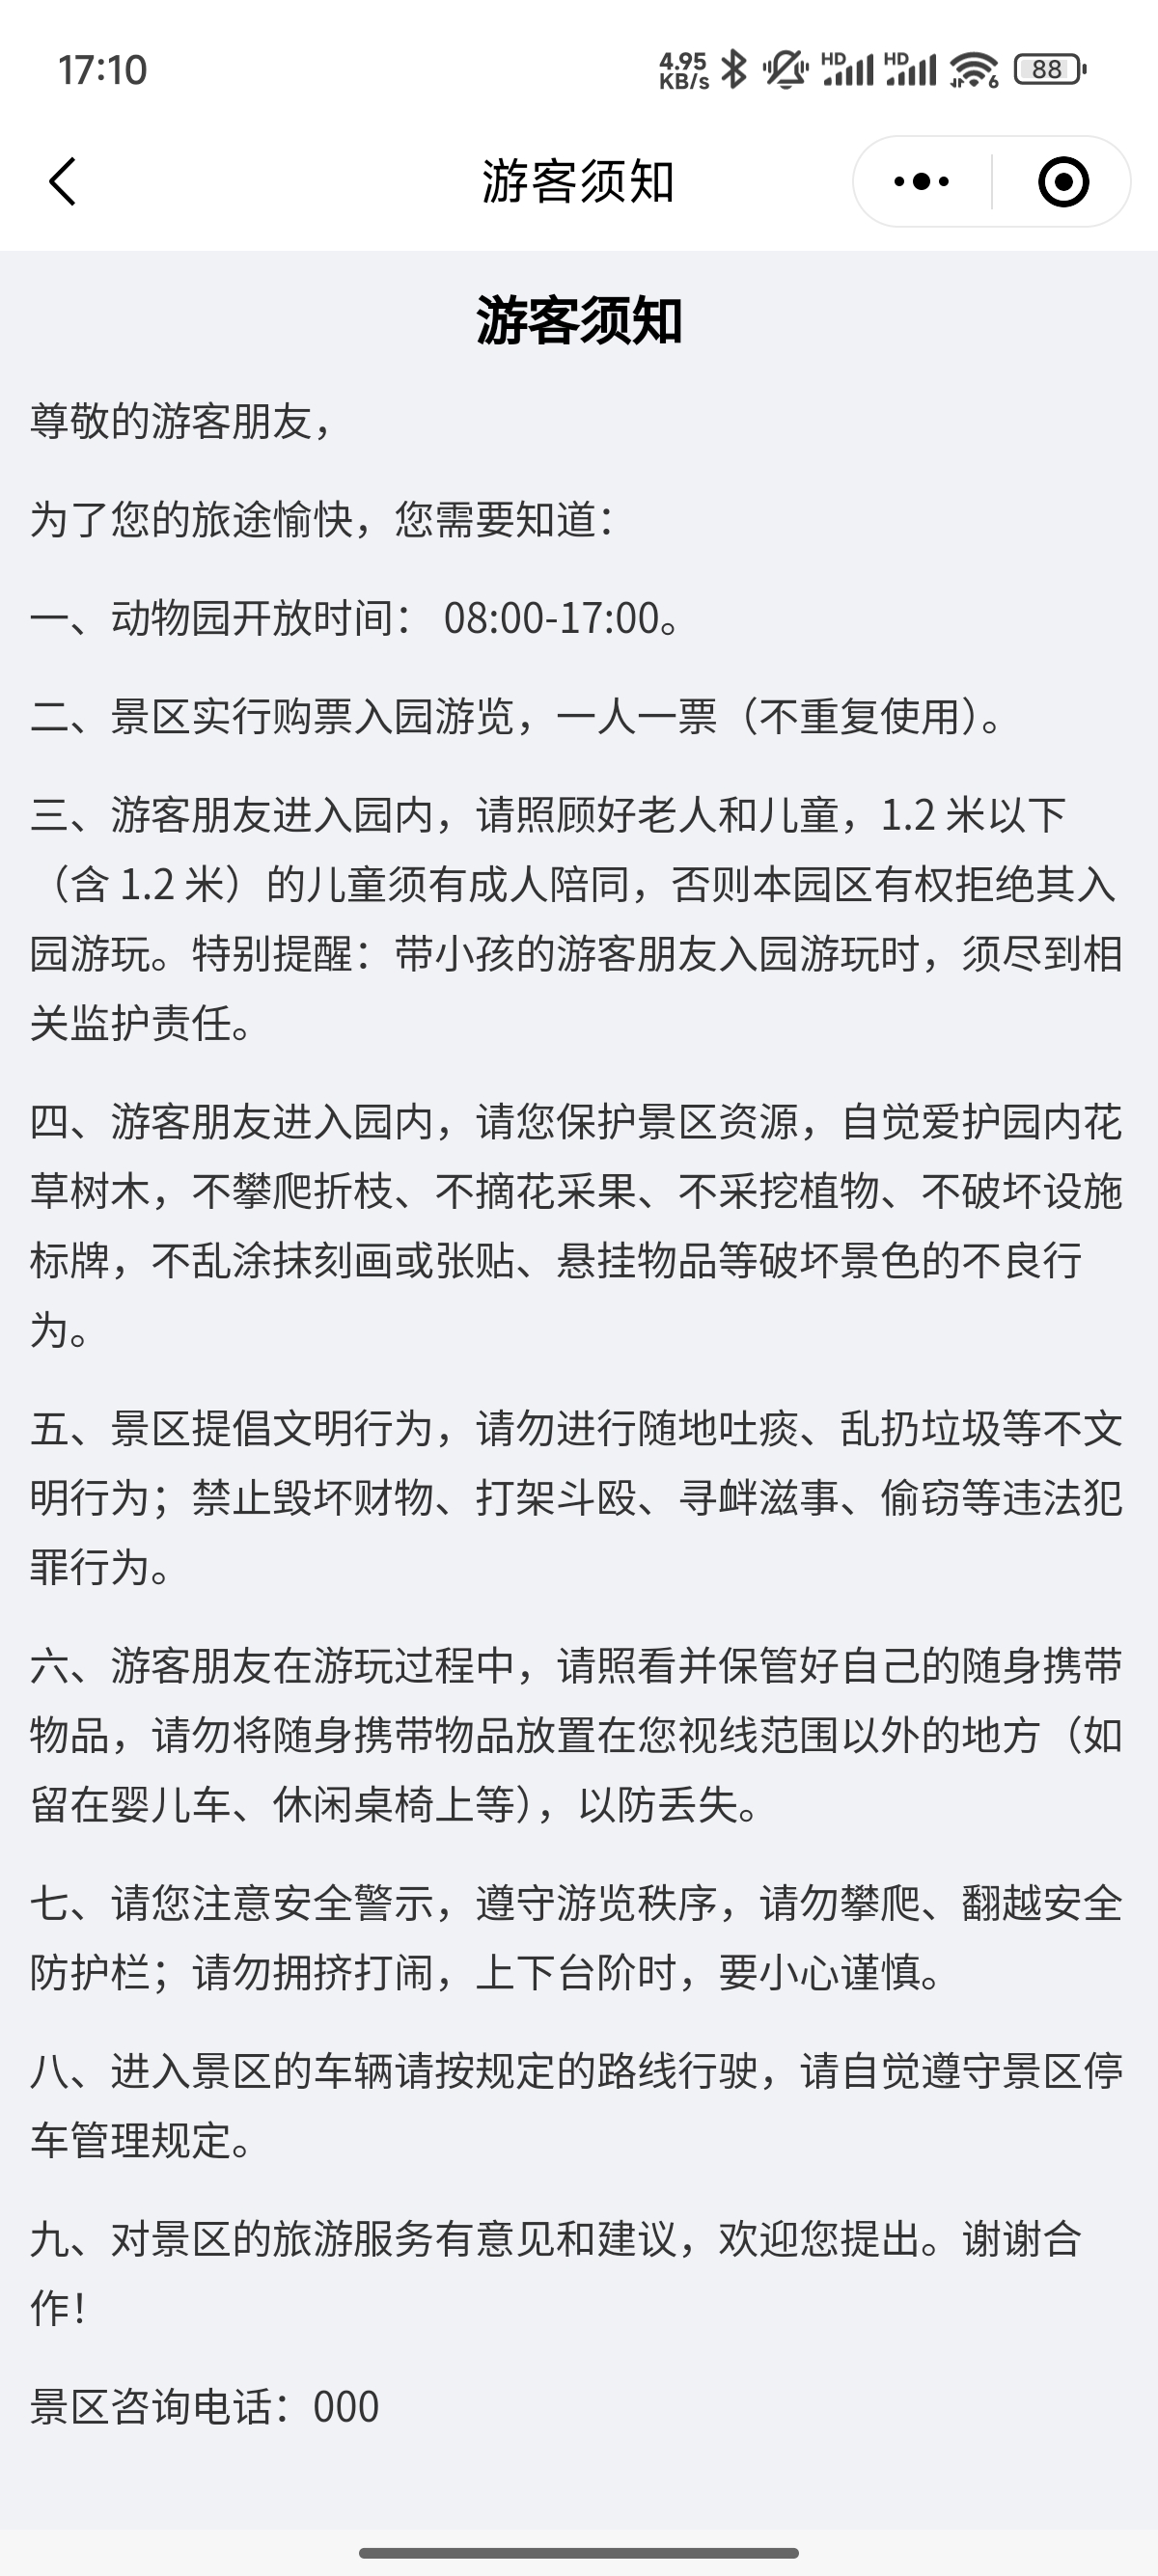 17:10
4.95 KB/s HD HD 6 88
游客须知
游客须知
尊敬的游客朋友，
为了您的旅途愉快，您需要知道：
一、动物园开放时间： 08:00-17:00。
二、景区实行购票入园游览，一人一票（不重复使用）。
三、游客朋友进入园内，请照顾好老人和儿童，1.2 米以下
（含 1.2 米）的儿童须有成人陪同，否则本园区有权拒绝其入
园游玩。特别提醒：带小孩的游客朋友入园游玩时，须尽到相
关监护责任。
四、游客朋友进入园内，请您保护景区资源，自觉爱护园内花
草树木，不攀爬折枝、不摘花采果、不采挖植物、不破坏设施
标牌，不乱涂抹刻画或张贴、悬挂物品等破坏景色的不良行
为。
五、景区提倡文明行为，请勿进行随地吐痰、乱扔垃圾等不文
明行为；禁止毁坏财物、打架斗殴、寻衅滋事、偷窃等违法犯
罪行为。
六、游客朋友在游玩过程中，请照看并保管好自己的随身携带
物品，请勿将随身携带物品放置在您视线范围以外的地方（如
留在婴儿车、休闲桌椅上等），以防丢失。
七、请您注意安全警示，遵守游览秩序，请勿攀爬、翻越安全
防护栏；请勿拥挤打闹，上下台阶时，要小心谨慎。
八、进入景区的车辆请按规定的路线行驶，请自觉遵守景区停
车管理规定。
九、对景区的旅游服务有意见和建议，欢迎您提出。谢谢合
作！
景区咨询电话：000